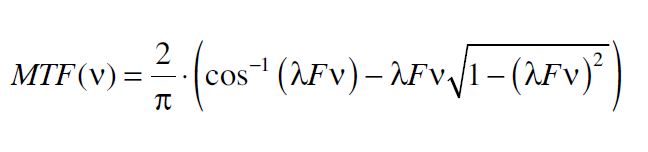 MTF(ν) = 2/π · (cos⁻¹ (λFν) − λFν√(1 − (λFν)²))